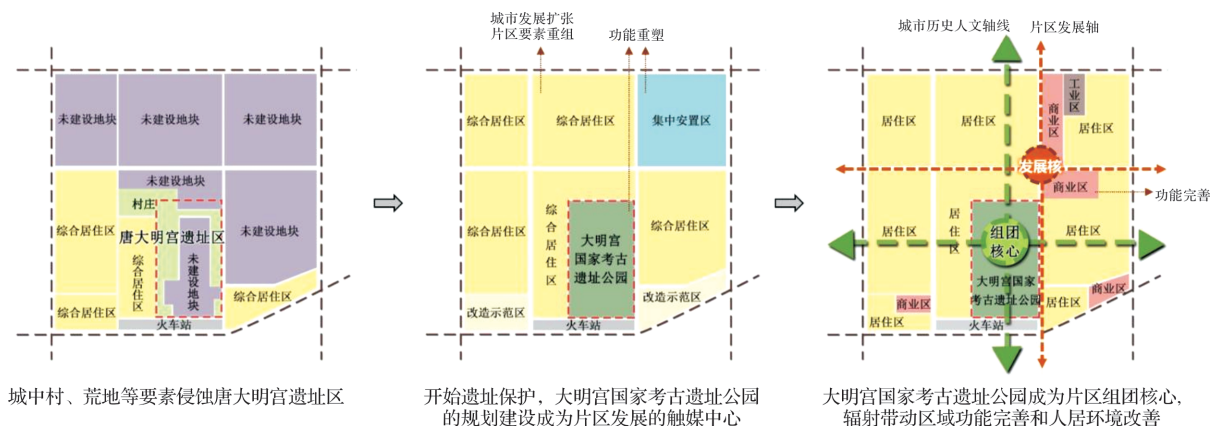 未建设地块
未建设地块
未建设地块
未建设地块
村庄
综合居住区
唐大明宫遗址区
未建设地块
综合居住区
未建设地块
综合居住区
综合居住区
火车站
城中村、荒地等要素侵蚀唐大明宫遗址区
城市发展扩张
片区要素重组
功能重塑
综合居住区
综合居住区
集中安置区
综合居住区
综合居住区
大明宫
国家考古
遗址公园
综合居住区
改造示范区
改造示范区
火车站
开始遗址保护，大明宫国家考古遗址公园
的规划建设成为片区发展的触媒中心
城市历史人文轴线
片区发展轴
居住区
居住区
商业区
工业区
居住区
发展核
商业区
功能完善
居住区
居住区
组团
核心
居住区
大明宫国家
考古遗址公园
商业区
商业区
居住区
居住区
火车站
大明宫国家考古遗址公园成为片区组团核心，
辐射带动区域功能完善和人居环境改善